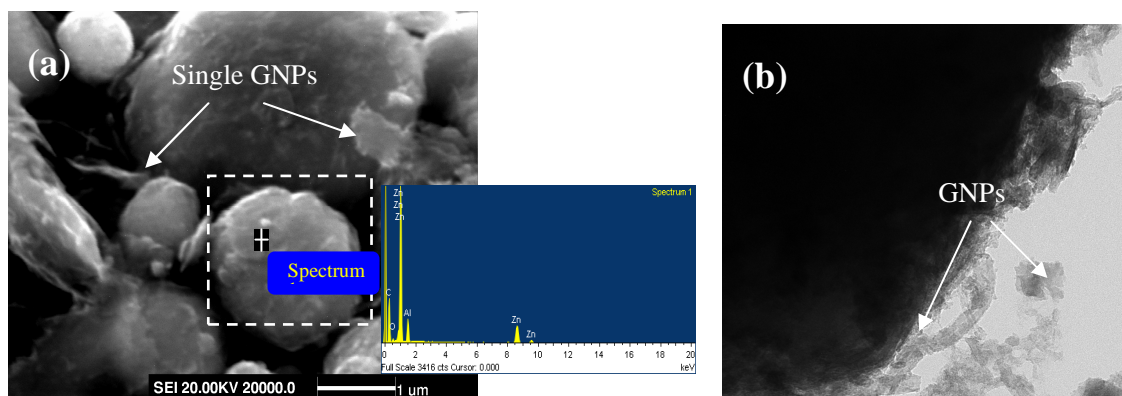 (a)
Single GNPs
Spectrum
SEI 20.00KV 20000.0
1 um
Spectrum 1
Zn
Zn
Zn
C
O
Al
Zn
Zn
0 2 4 6 8 10 12 14 16 18 20
Full Scale 3416 cts Cursor: 0.000
keV
(b)
GNPs